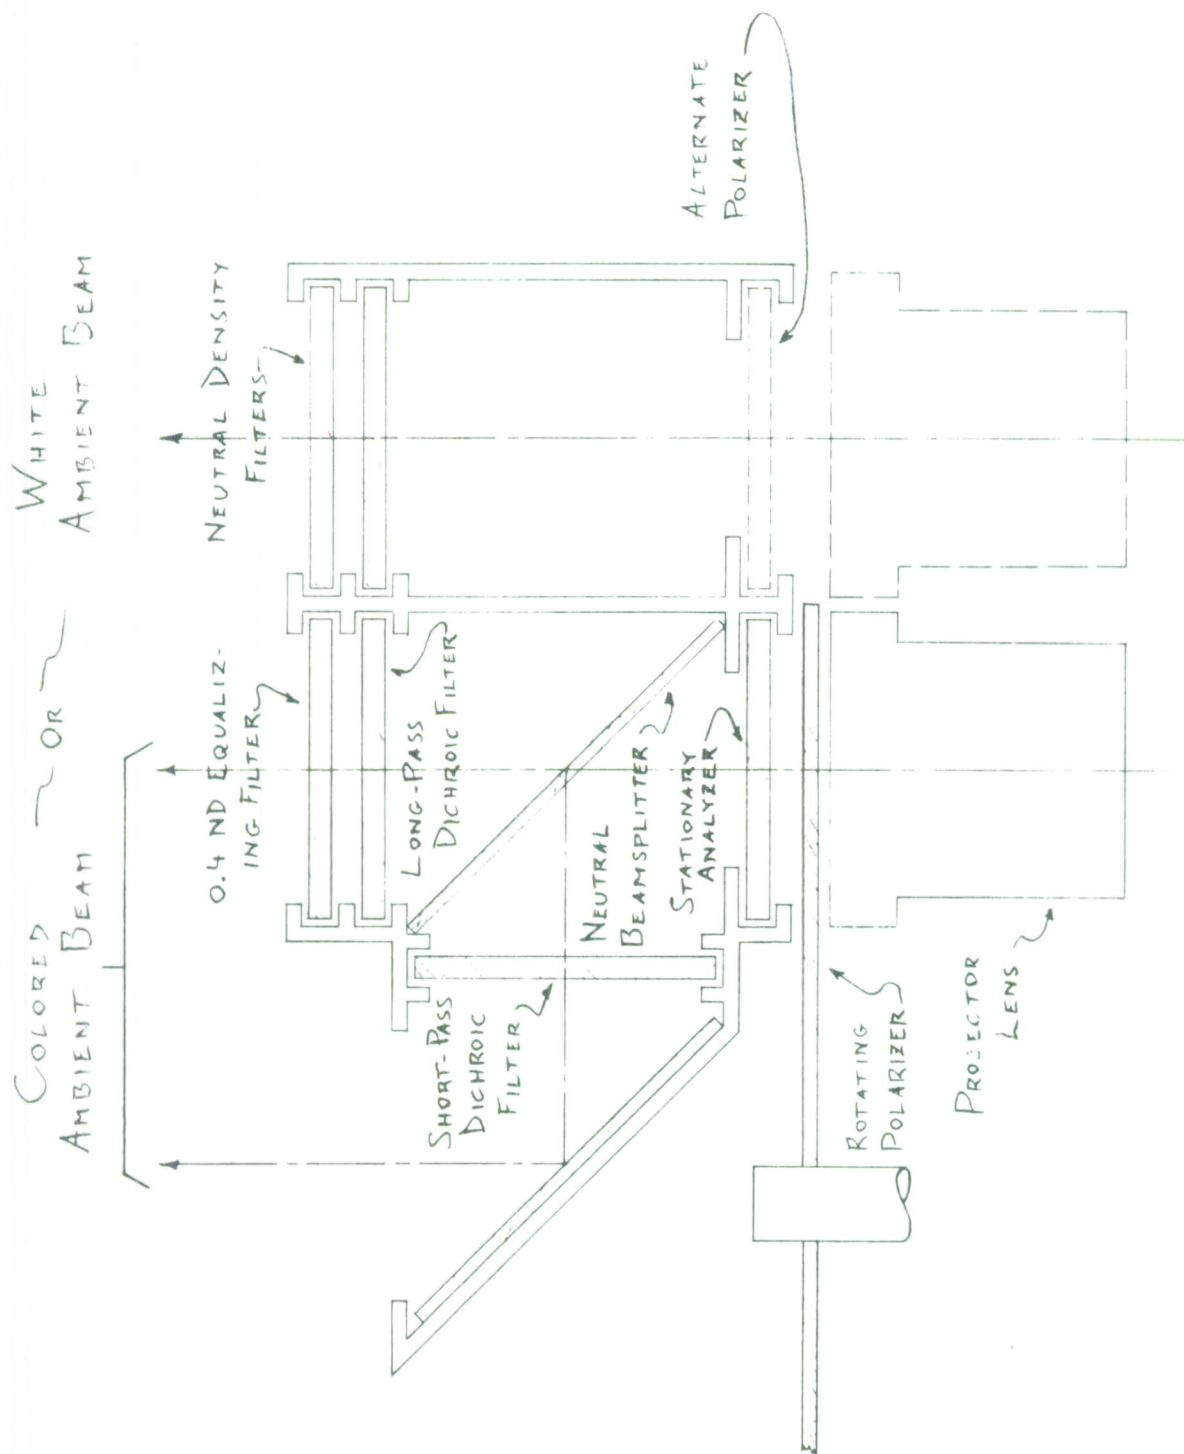 COLORED
AMBIENT BEAM
OR
WHITE
AMBIENT BEAM
0.4 ND EQUALIZ-
ING FILTER
NEUTRAL DENSITY
FILTERS
LONG-PASS
DICHROIC FILTER
SHORT-PASS
DICHROIC
FILTER
NEUTRAL
BEAMSPLITTER
STATIONARY
ANALYZER
ALTERNATE
POLARIZER
ROTATING
POLARIZER
PROJECTOR
LENS